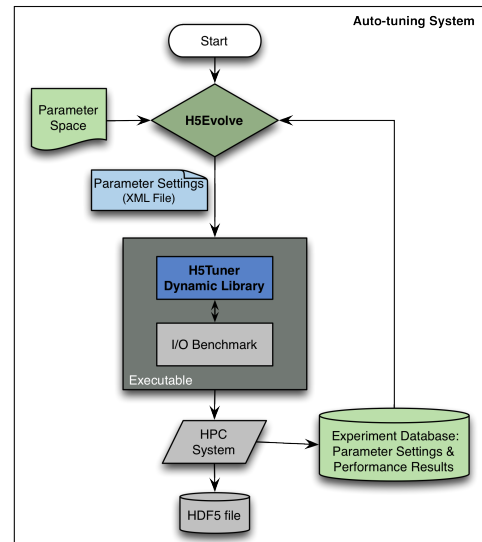 Auto-tuning System
Start
Parameter
Space
H5Evolve
Parameter Settings
(XML File)
H5Tuner
Dynamic Library
I/O Benchmark
Executable
HPC
System
Experiment Database:
Parameter Settings &
Performance Results
HDF5 file